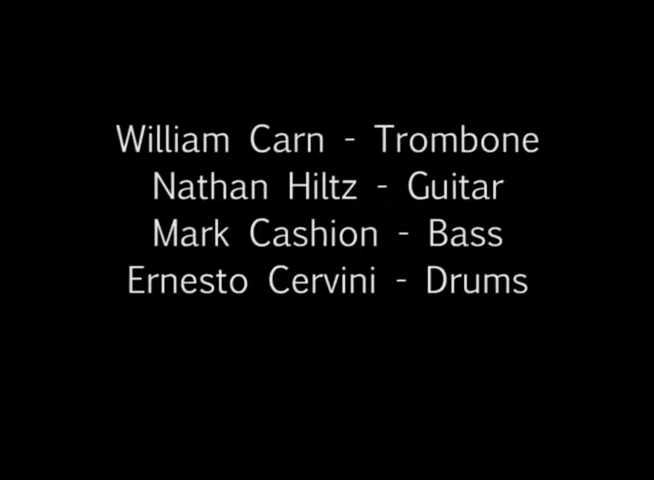 William Carn - Trombone
Nathan Hiltz - Guitar
Mark Cashion - Bass
Ernesto Cervini - Drums